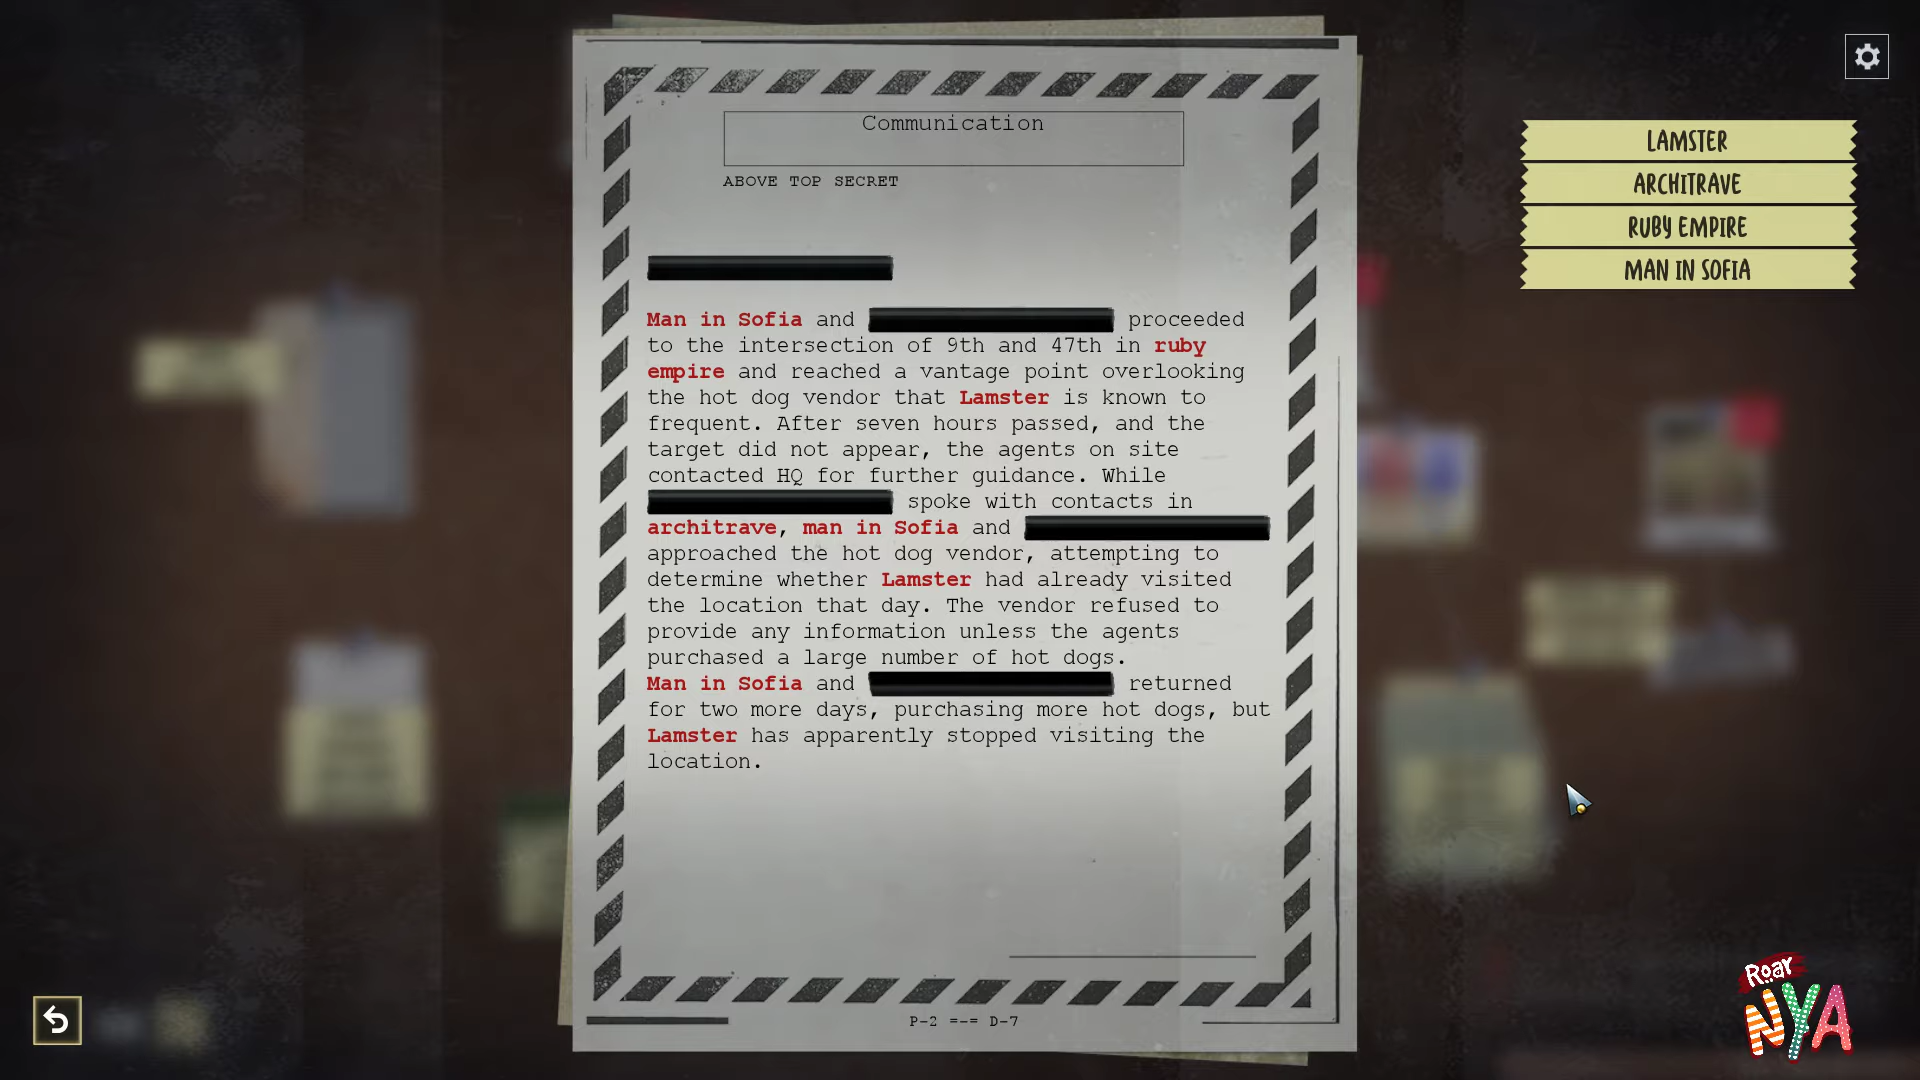 Communication
ABOVE TOP SECRET
Man in Sofia and proceeded
to the intersection of 9th and 47th in ruby
empire and reached a vantage point overlooking
the hot dog vendor that Lamster is known to
frequent. After seven hours passed, and the
target did not appear, the agents on site
contacted HQ for further guidance. While
spoke with contacts in
architrave, man in Sofia and
approached the hot dog vendor, attempting to
determine whether Lamster had already visited
the location that day. The vendor refused to
provide any information unless the agents
purchased a large number of hot dogs.
Man in Sofia and returned
for two more days, purchasing more hot dogs, but
Lamster has apparently stopped visiting the
location.
P-2 =-= D-7
LAMSTER
ARCHITRAVE
RUBY EMPIRE
MAN IN SOFIA
Roar
NYA